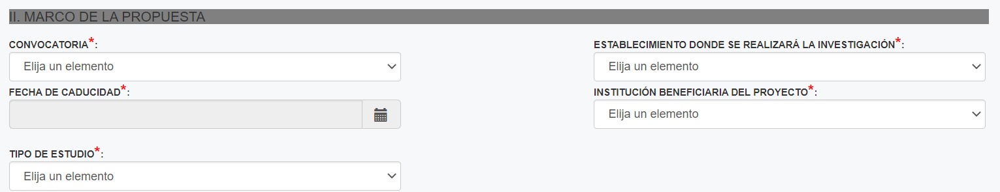 II. MARCO DE LA PROPUESTA
CONVOCATORIA*:
Elija un elemento
ESTABLECIMIENTO DONDE SE REALIZARÁ LA INVESTIGACIÓN*:
Elija un elemento
FECHA DE CADUCIDAD*:
INSTITUCIÓN BENEFICIARIA DEL PROYECTO*:
Elija un elemento
TIPO DE ESTUDIO*:
Elija un elemento